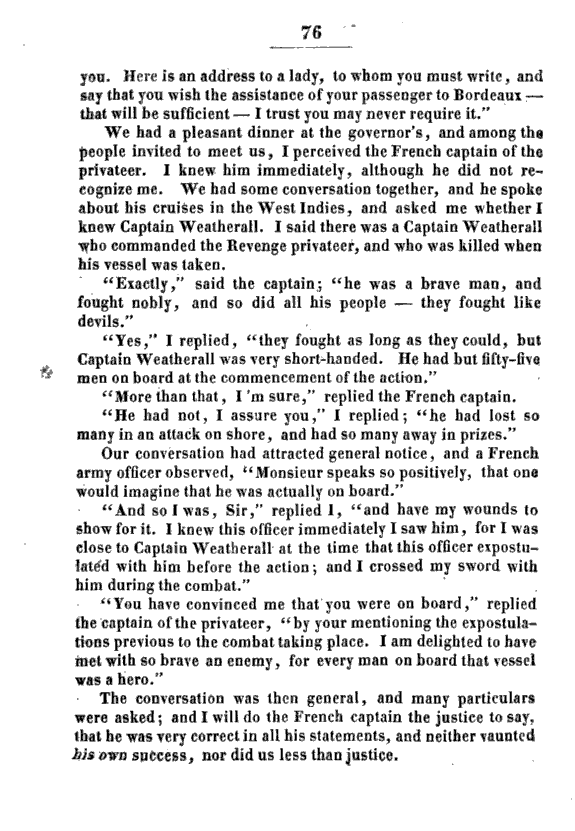 76
you. Here is an address to a lady, to whom you must write, and
say that you wish the assistance of your passenger to Bordeaux —
that will be sufficient — I trust you may never require it."
We had a pleasant dinner at the governor's, and among the
people invited to meet us, I perceived the French captain of the
privateer. I knew him immediately, although he did not re-
cognize me. We had some conversation together, and he spoke
about his cruises in the West Indies, and asked me whether I
knew Captain Weatherall. I said there was a Captain Weatherall
who commanded the Revenge privateer, and who was killed when
his vessel was taken.
"Exactly," said the captain; "he was a brave man, and
fought nobly, and so did all his people — they fought like
devils."
"Yes," I replied, "they fought as long as they could, but
Captain Weatherall was very short-handed. He had but fifty-five
men on board at the commencement of the action."
"More than that, I 'm sure," replied the French captain.
"He had not, I assure you," I replied; "he had lost so
many in an attack on shore, and had so many away in prizes."
Our conversation had attracted general notice, and a French
army officer observed, "Monsieur speaks so positively, that one
would imagine that he was actually on board."
"And so I was, Sir," replied I, "and have my wounds to
show for it. I knew this officer immediately I saw him, for I was
close to Captain Weatherall at the time that this officer expostu-
lated with him before the action; and I crossed my sword with
him during the combat."
"You have convinced me that you were on board," replied
the captain of the privateer, "by your mentioning the expostula-
tions previous to the combat taking place. I am delighted to have
met with so brave an enemy, for every man on board that vessel
was a hero."
The conversation was then general, and many particulars
were asked; and I will do the French captain the justice to say,
that he was very correct in all his statements, and neither vaunted
his own success, nor did us less than justice.